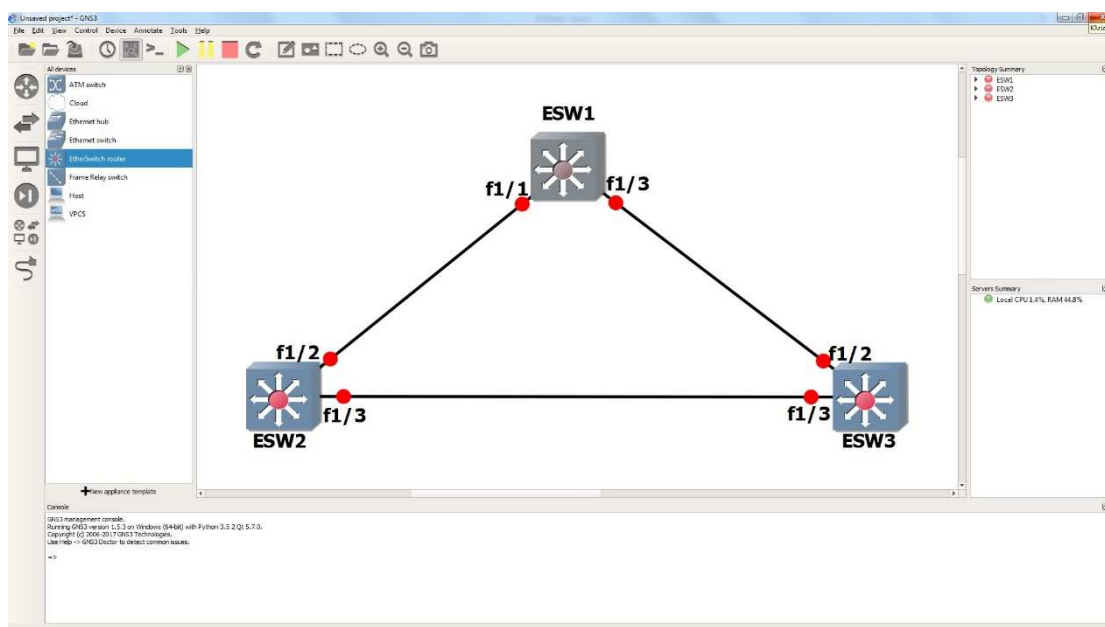 Unsaved project* - GNS3
File Edit View Control Device Annotate Tools Help
All devices
ATM switch
Cloud
Ethernet hub
Ethernet switch
EtherSwitch router
Frame Relay switch
Host
VPCS
New appliance template
ESW1
f1/1
f1/3
f1/2
f1/2
f1/3
f1/3
ESW2
ESW3
Topology Summary
ESW1
ESW2
ESW3
Servers Summary
Local CPU 1.4%, RAM 44.8%
Console
GNS3 management console.
Running GNS3 version 1.5.3 on Windows (64-bit) with Python 3.5.2 Qt 5.7.0.
Copyright (c) 2006-2017 GNS3 Technologies.
Use Help -> GNS3 Doctor to detect common issues.
=>